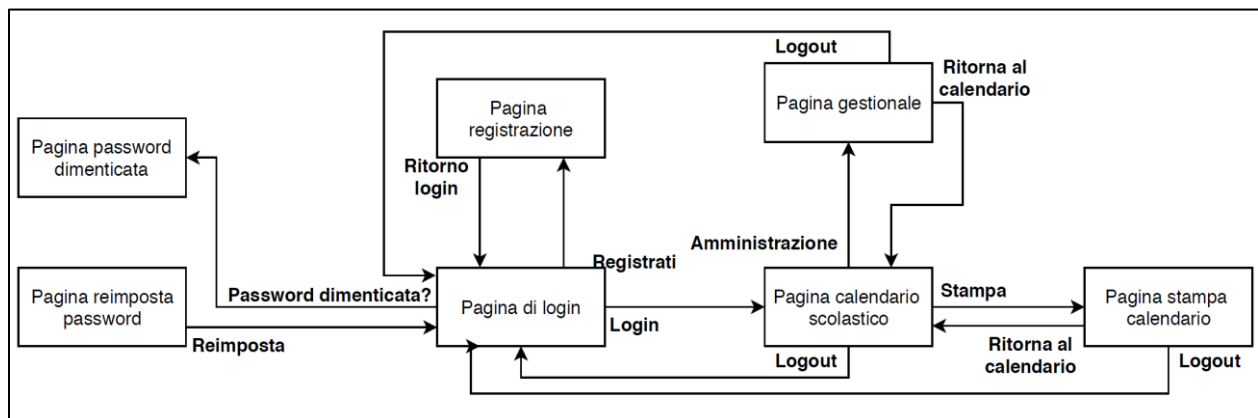 Logout
Ritorna al
calendario
Pagina gestionale
Pagina
registrazione
Pagina password
dimenticata
Ritorno
login
Amministrazione
Registrati
Pagina reimposta
password
Password dimenticata?
Pagina di login
Login
Pagina calendario
scolastico
Stampa
Pagina stampa
calendario
Reimposta
Logout
Ritorna al
calendario
Logout